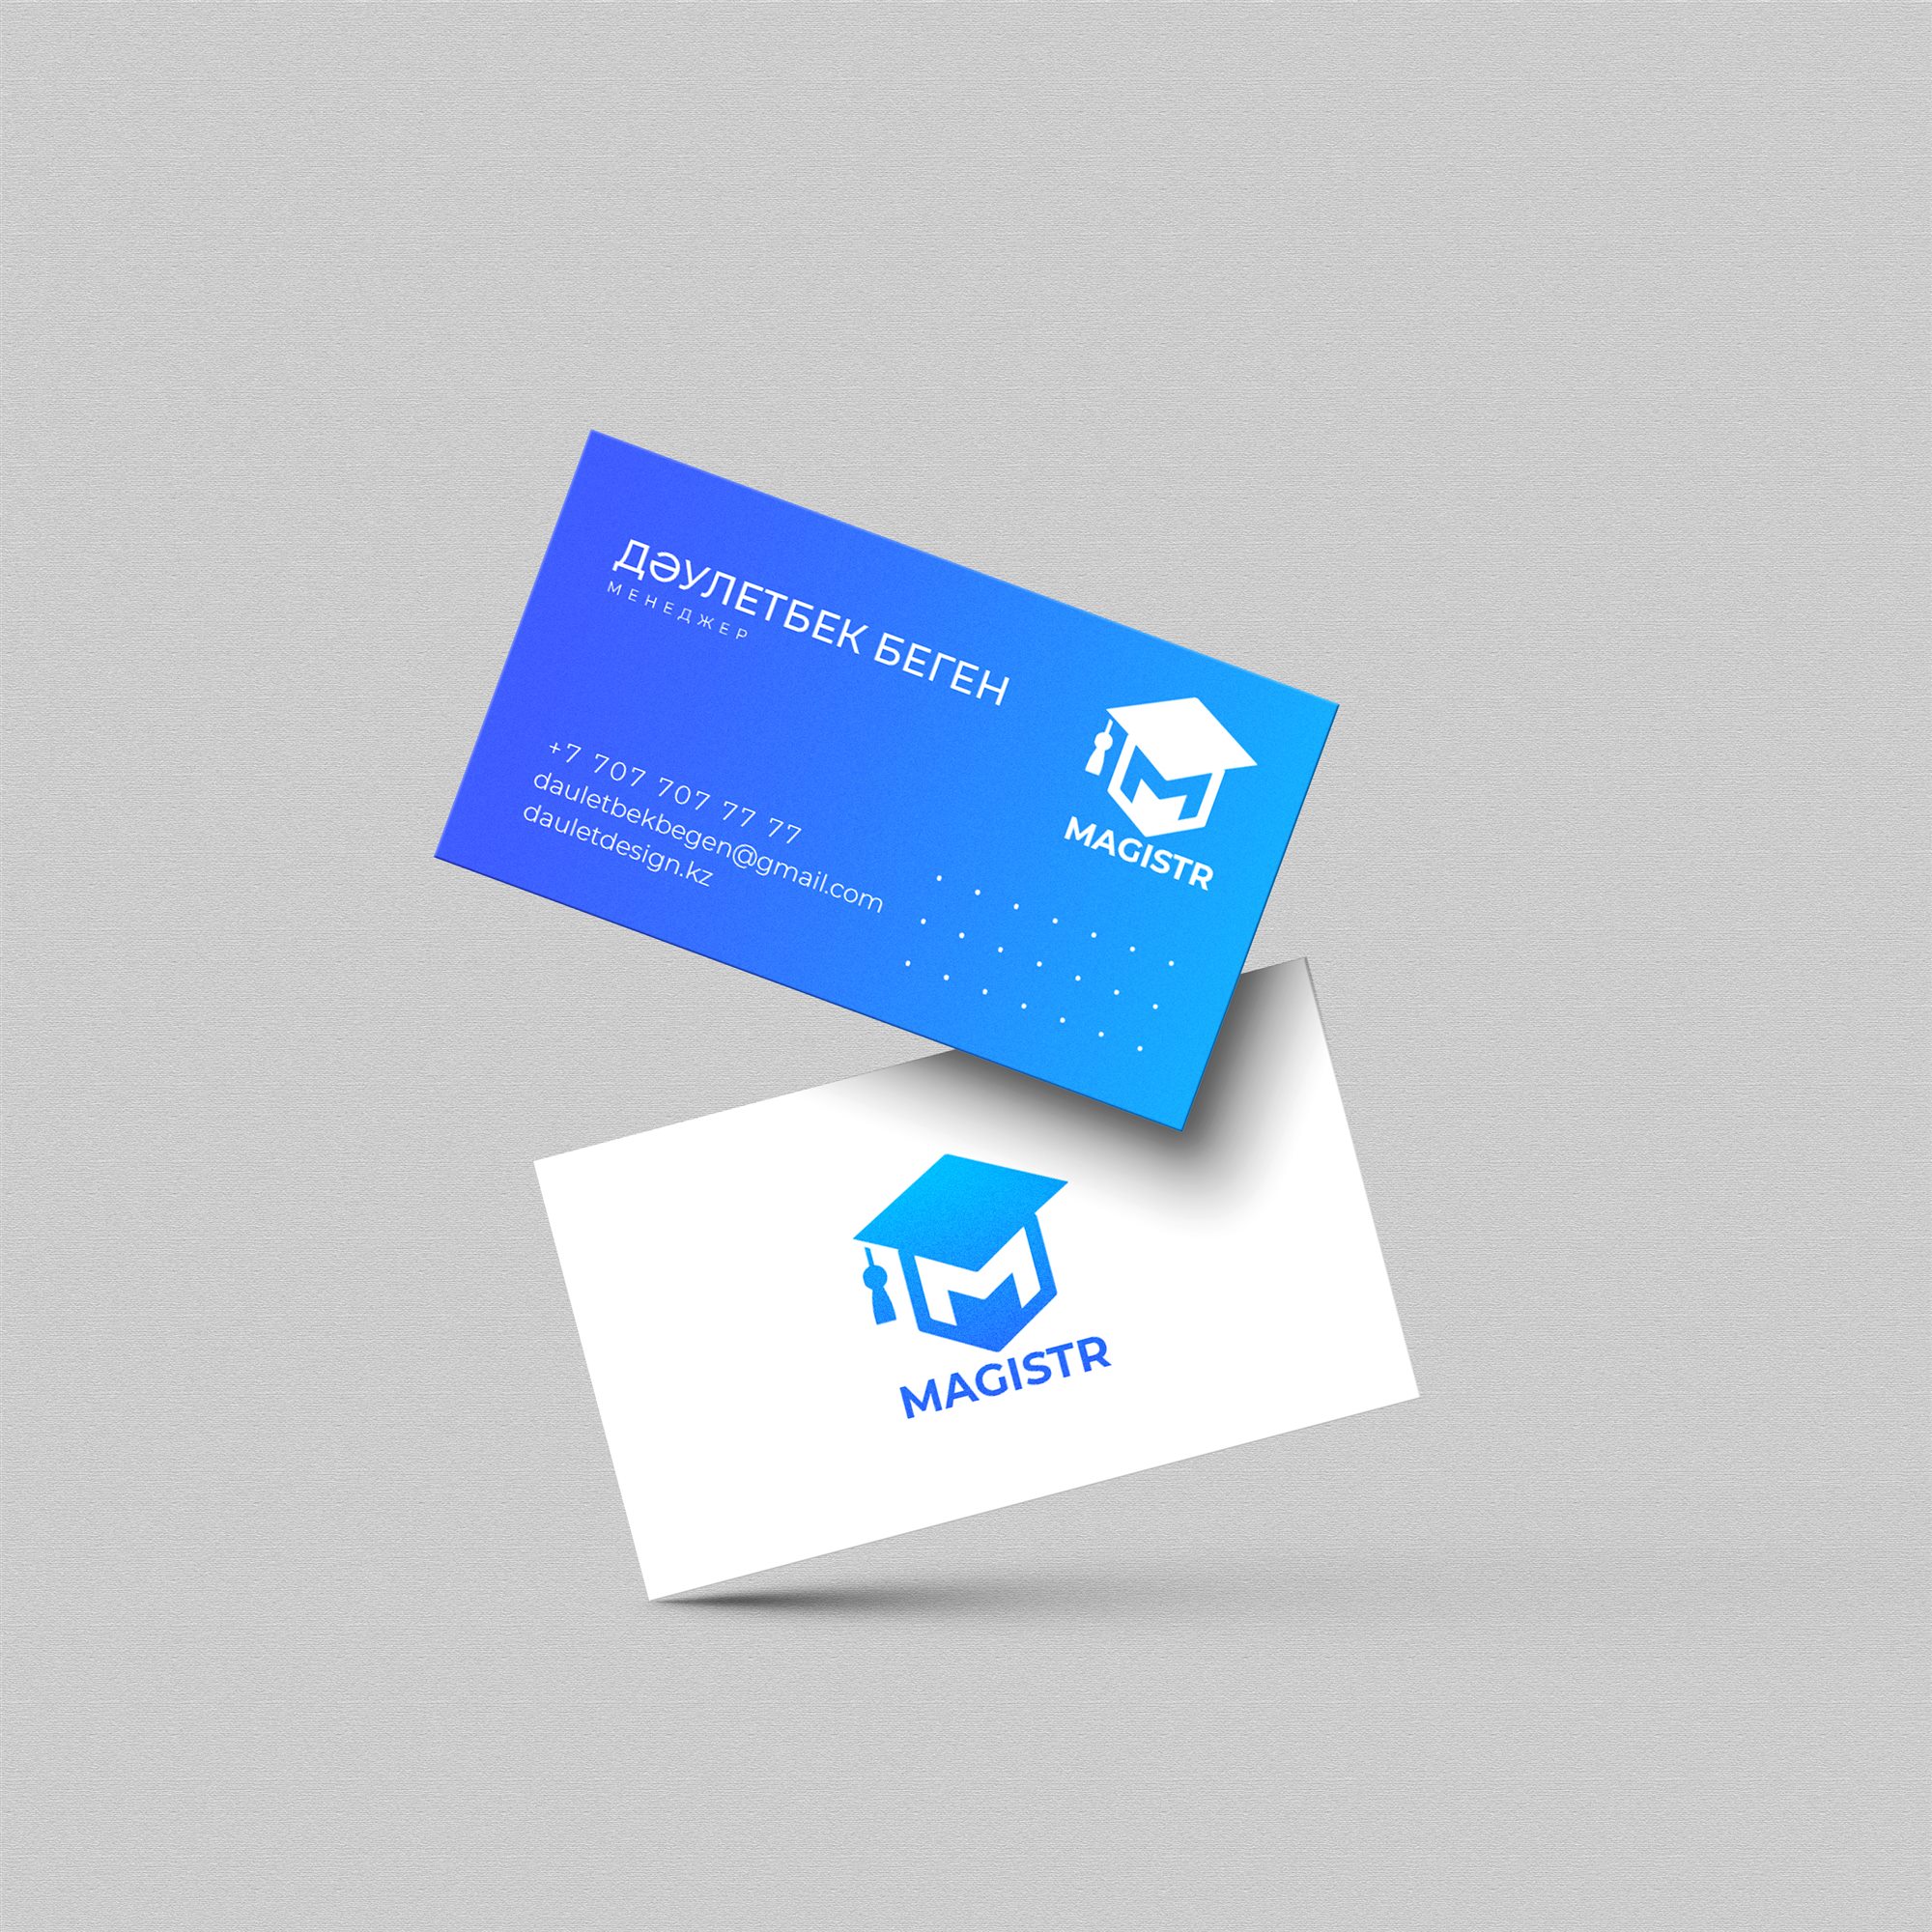 ДӘУЛЕТБЕК БЕГЕН
МЕНЕДЖЕР
+7 707 707 77 77
dauletbekbegen@gmail.com
dauletdesign.kz
MAGISTR
MAGISTR